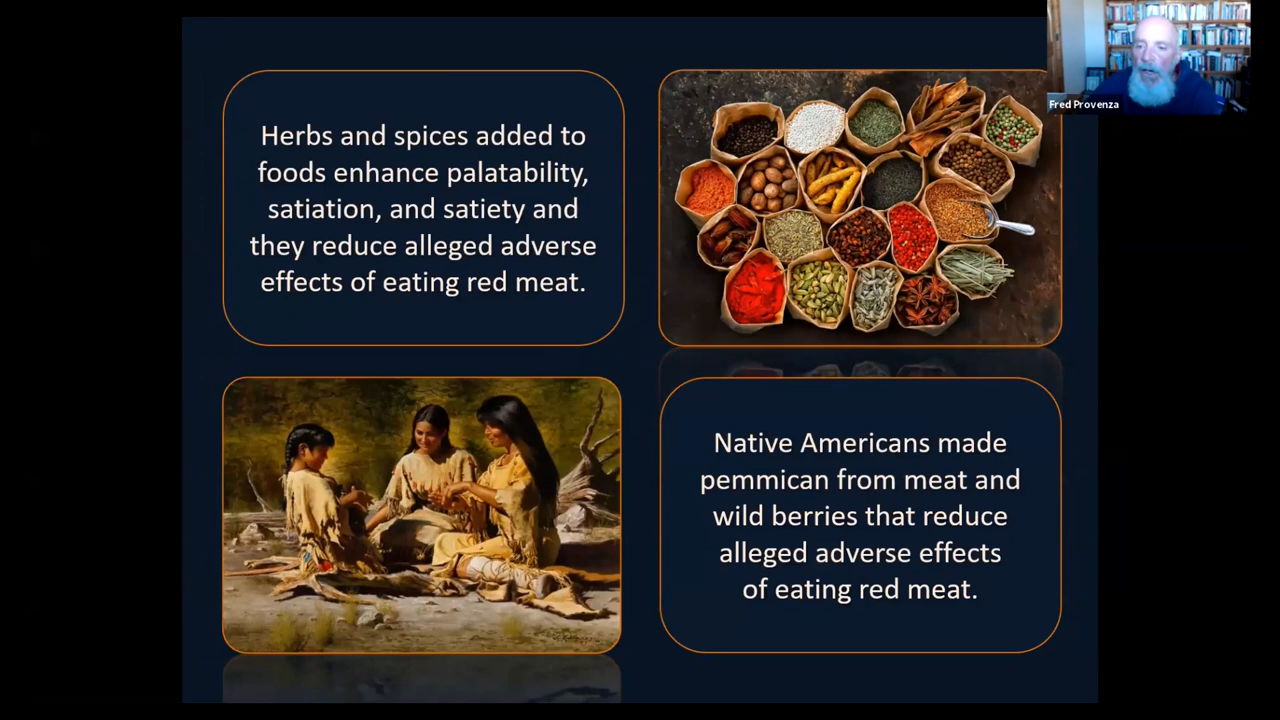 Fred Provenza
Herbs and spices added to
foods enhance palatability,
satiation, and satiety and
they reduce alleged adverse
effects of eating red meat.
Native Americans made
pemmican from meat and
wild berries that reduce
alleged adverse effects
of eating red meat.